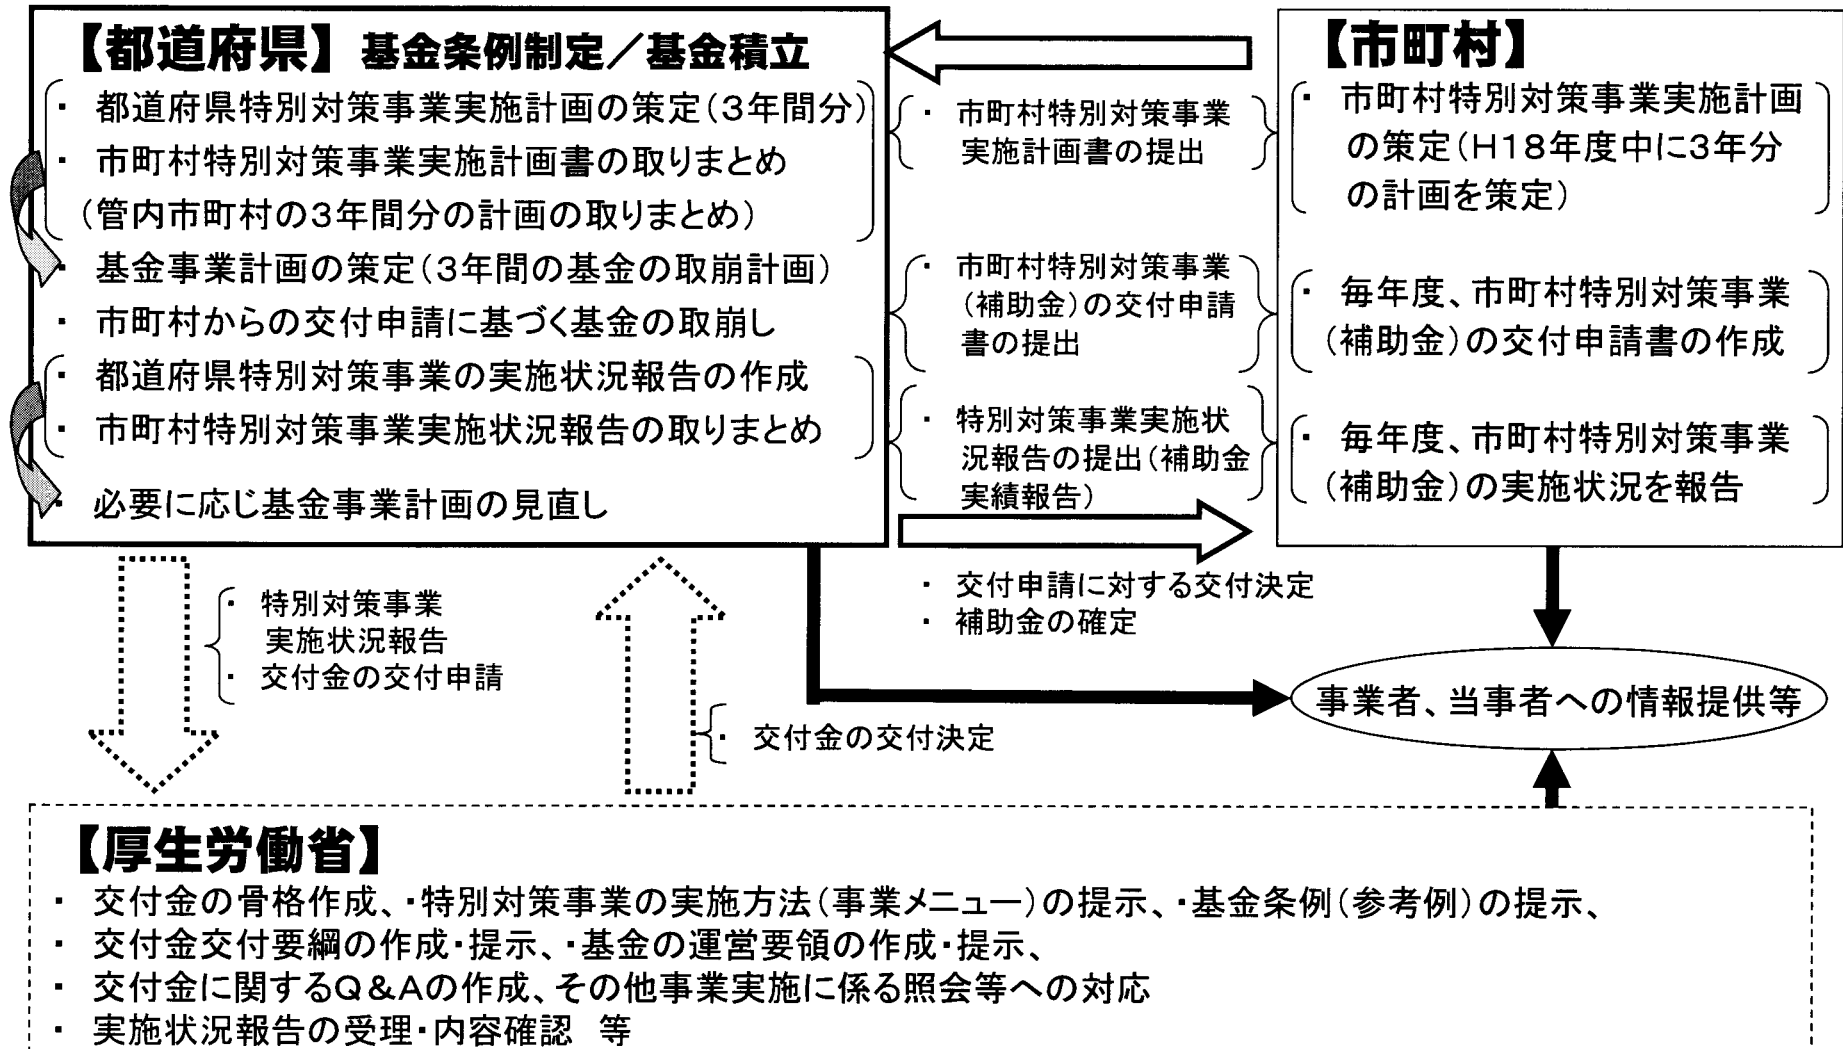 【都道府県】 基金条例制定／基金積立
・ 都道府県特別対策事業実施計画の策定(3年間分)
・ 市町村特別対策事業実施計画書の取りまとめ
(管内市町村の3年間分の計画の取りまとめ)
・ 基金事業計画の策定(3年間の基金の取崩計画)
・ 市町村からの交付申請に基づく基金の取崩し
・ 都道府県特別対策事業の実施状況報告の作成
・ 市町村特別対策事業実施状況報告の取りまとめ
・ 必要に応じ基金事業計画の見直し
・ 市町村特別対策事業
実施計画書の提出
・ 市町村特別対策事業
(補助金)の交付申請
書の提出
・ 特別対策事業実施状
況報告の提出(補助金
実績報告)
・ 交付申請に対する交付決定
・ 補助金の確定
【市町村】
・ 市町村特別対策事業実施計画
の策定(H18年度中に3年分
の計画を策定)
・ 毎年度、市町村特別対策事業
(補助金)の交付申請書の作成
・ 毎年度、市町村特別対策事業
(補助金)の実施状況を報告
・ 特別対策事業
実施状況報告
・ 交付金の交付申請
・ 交付金の交付決定
事業者、当事者への情報提供等
【厚生労働省】
・ 交付金の骨格作成、・特別対策事業の実施方法(事業メニュー)の提示、・基金条例(参考例)の提示、
・ 交付金交付要綱の作成・提示、・基金の運営要領の作成・提示、
・ 交付金に関するQ&Aの作成、その他事業実施に係る照会等への対応
・ 実施状況報告の受理・内容確認 等